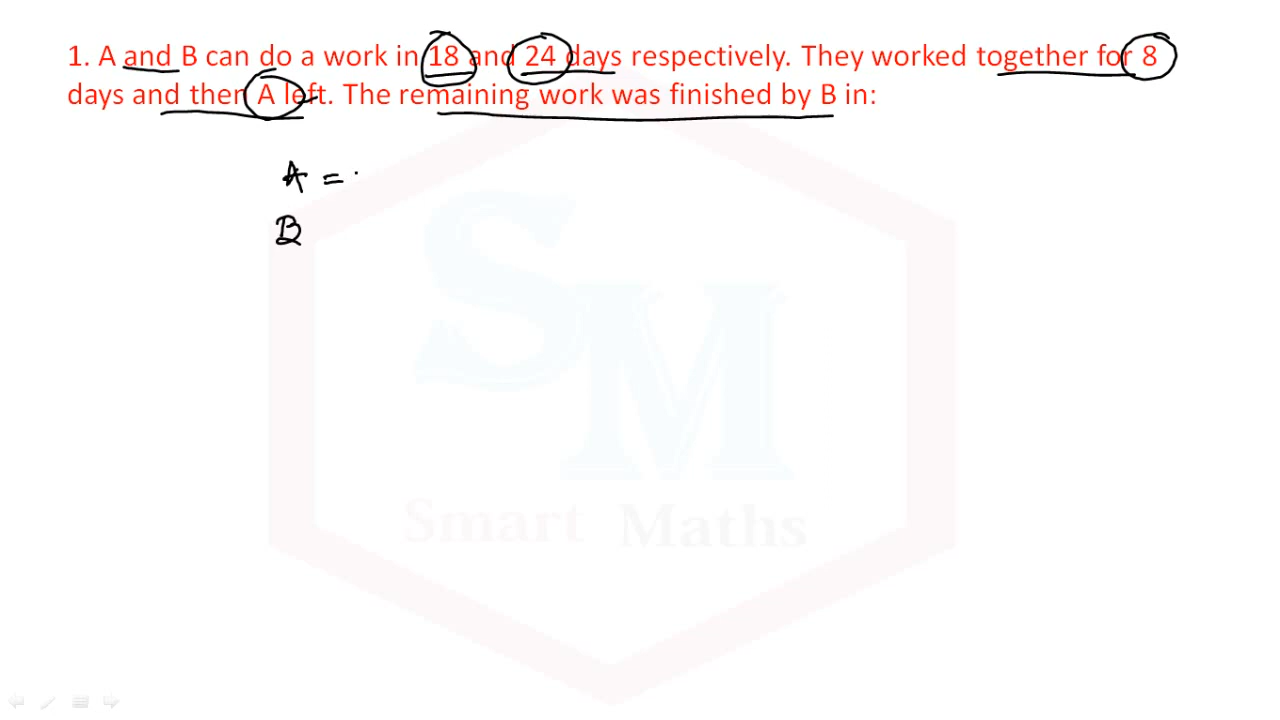 1. A and B can do a work in 18 and 24 days respectively. They worked together for 8
days and then A left. The remaining work was finished by B in:
A =
B
SM
Smart Maths